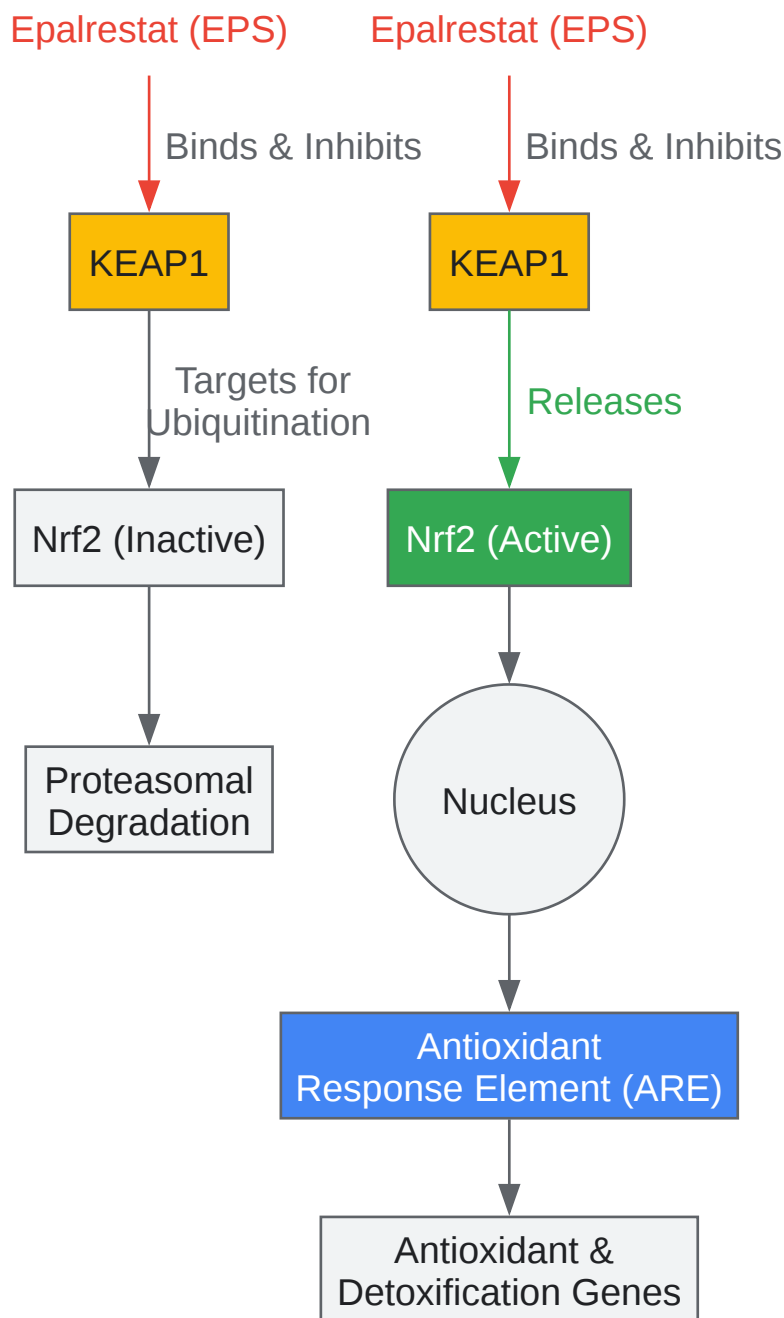 Epalrestat (EPS)
Epalrestat (EPS)
Binds & Inhibits
Binds & Inhibits
KEAP1
KEAP1
Targets for
Ubiquitination
Releases
Nrf2 (Inactive)
Nrf2 (Active)
Proteasomal
Degradation
Nucleus
Antioxidant
Response Element (ARE)
Antioxidant &
Detoxification Genes